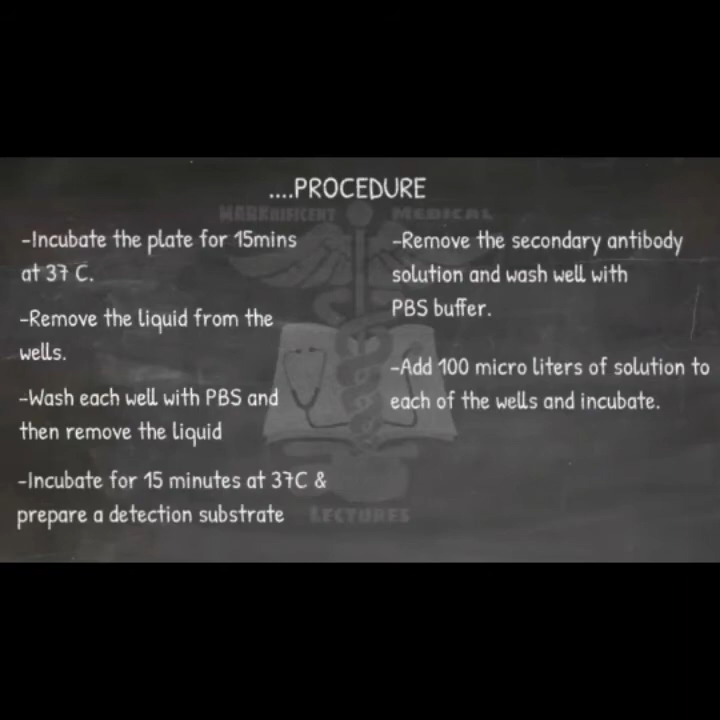 ....PROCEDURE
MARKNIFICENT MEDICAL
-Incubate the plate for 15mins
at 37 C.
-Remove the liquid from the
wells.
-Wash each well with PBS and
then remove the liquid
-Incubate for 15 minutes at 37C &
prepare a detection substrate
-Remove the secondary antibody
solution and wash well with
PBS buffer.
-Add 100 micro liters of solution to
each of the wells and incubate.
LECTURES